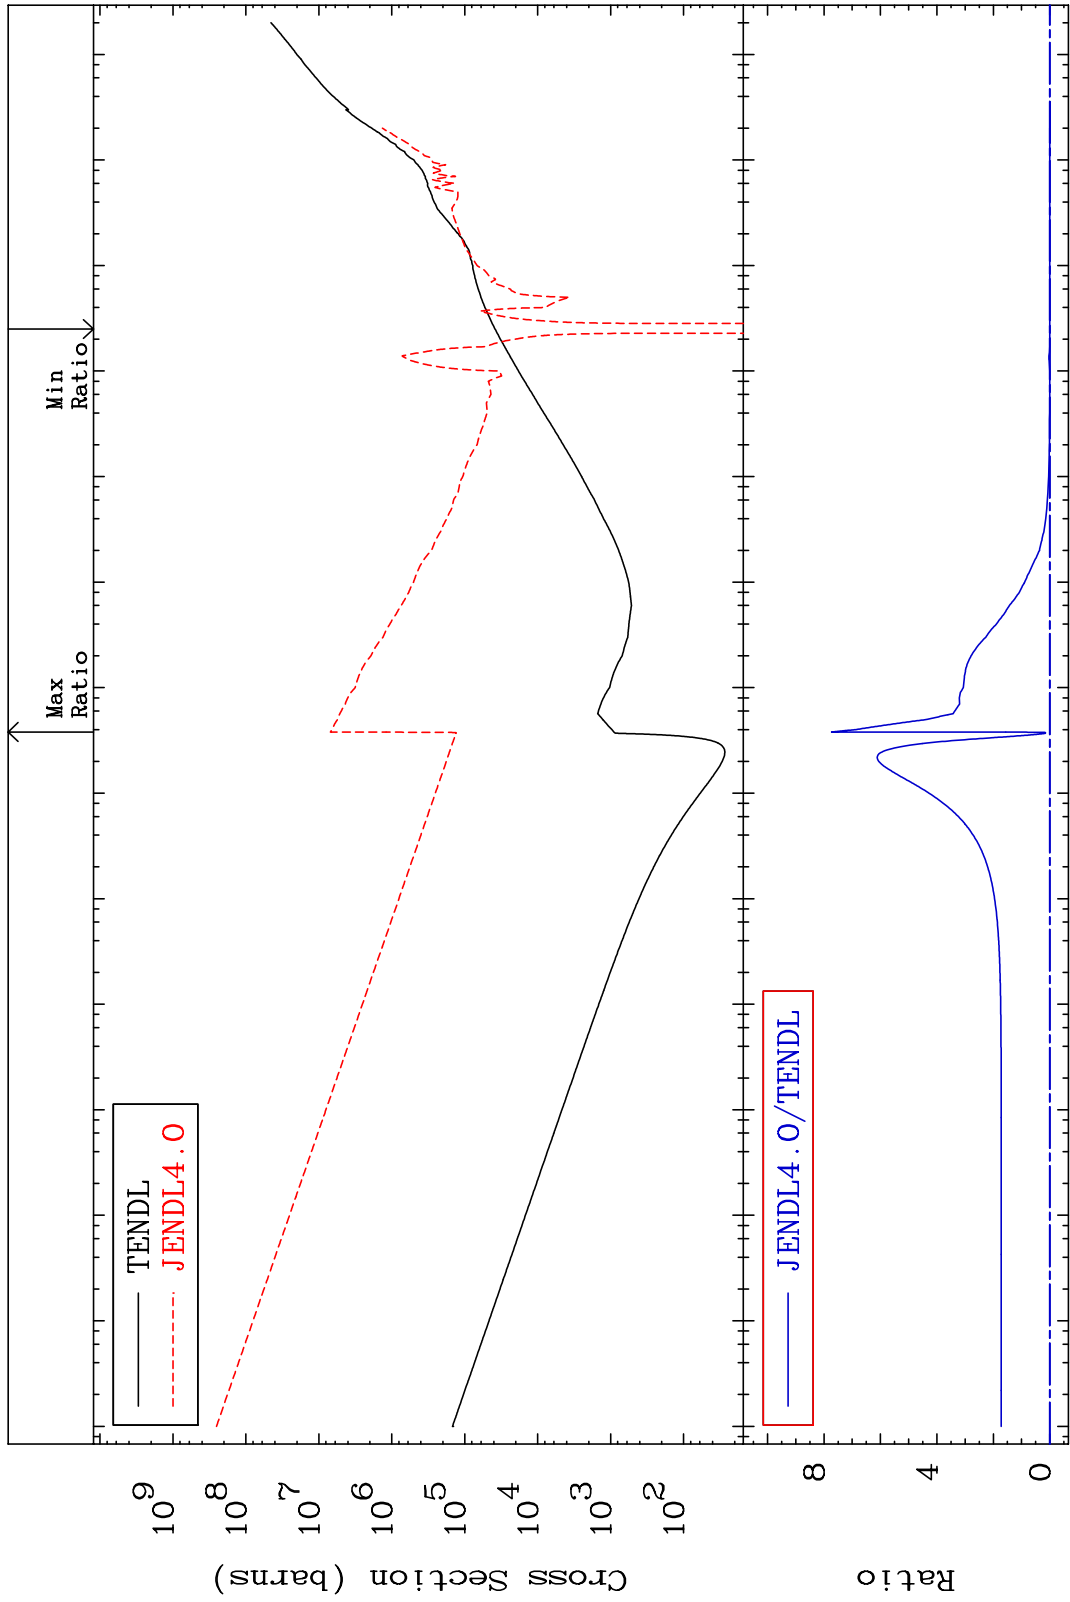 Max
Ratio
Min
Ratio
TENDL
JENDL4.0
10^9
10^8
10^7
10^6
10^5
10^4
10^3
10^2
Cross Section (barns)
JENDL4.0/TENDL
8
4
0
Ratio